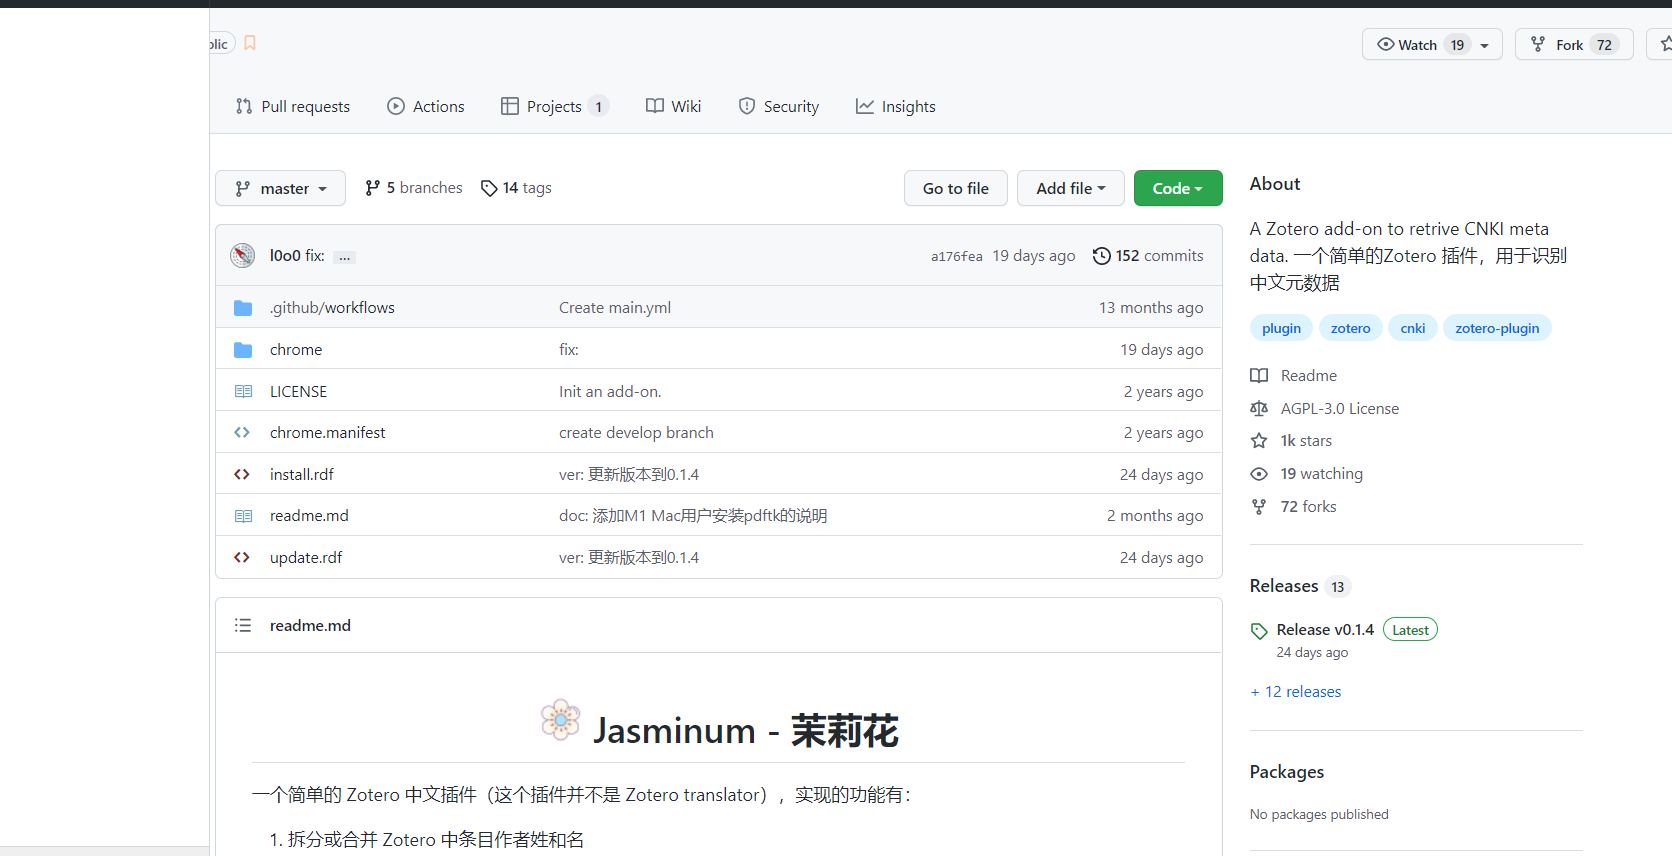 Watch 19
Fork 72
Pull requests
Actions
Projects 1
Wiki
Security
Insights
master
5 branches
14 tags
Go to file
Add file
Code
l0o0 fix: ...
a176fea 19 days ago
152 commits
.github/workflows
Create main.yml
13 months ago
chrome
fix:
19 days ago
LICENSE
Init an add-on.
2 years ago
chrome.manifest
create develop branch
2 years ago
install.rdf
ver: 更新版本到0.1.4
24 days ago
readme.md
doc: 添加M1 Mac用户安装pdftk的说明
2 months ago
update.rdf
ver: 更新版本到0.1.4
24 days ago
readme.md
Jasminum - 茉莉花
一个简单的 Zotero 中文插件（这个插件并不是 Zotero translator），实现的功能有：
1. 拆分或合并 Zotero 中条目作者姓和名
About
A Zotero add-on to retrive CNKI meta
data. 一个简单的Zotero 插件，用于识别
中文元数据
plugin zotero cnki zotero-plugin
Readme
AGPL-3.0 License
1k stars
19 watching
72 forks
Releases 13
Release v0.1.4 Latest
24 days ago
+ 12 releases
Packages
No packages published